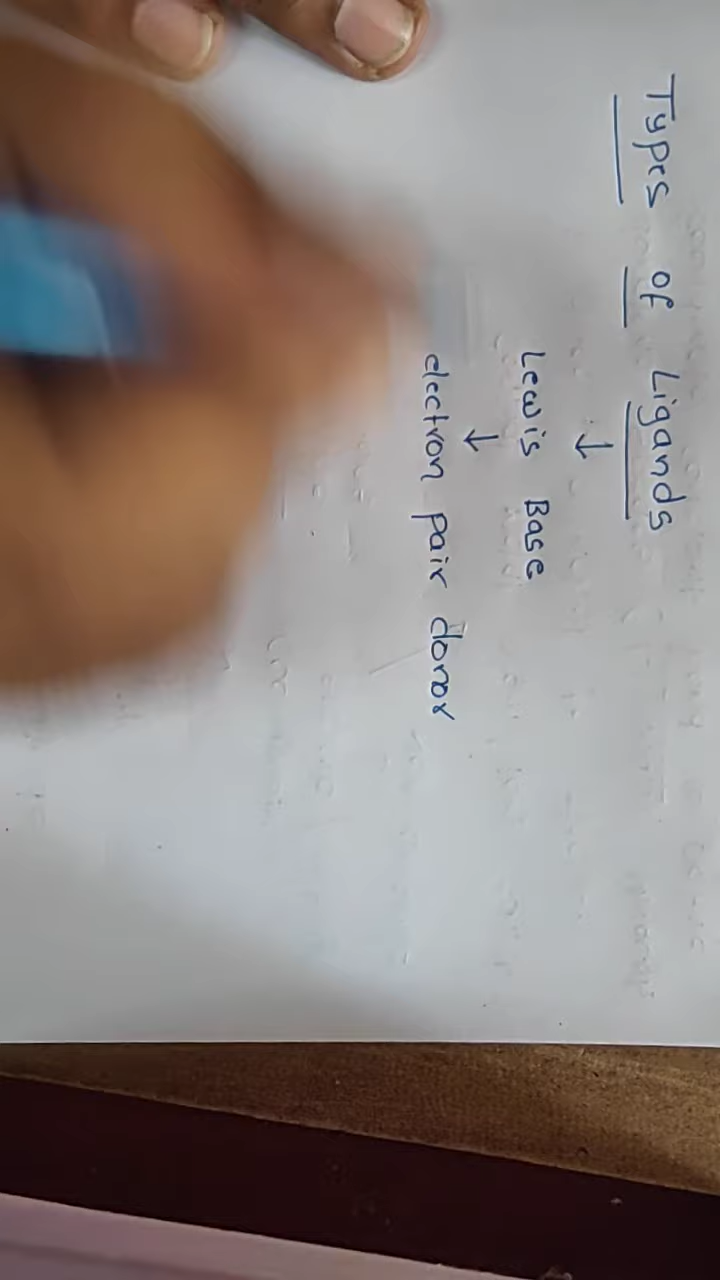 Types of Ligands
↓
Lewis Base
↓
electron pair donor